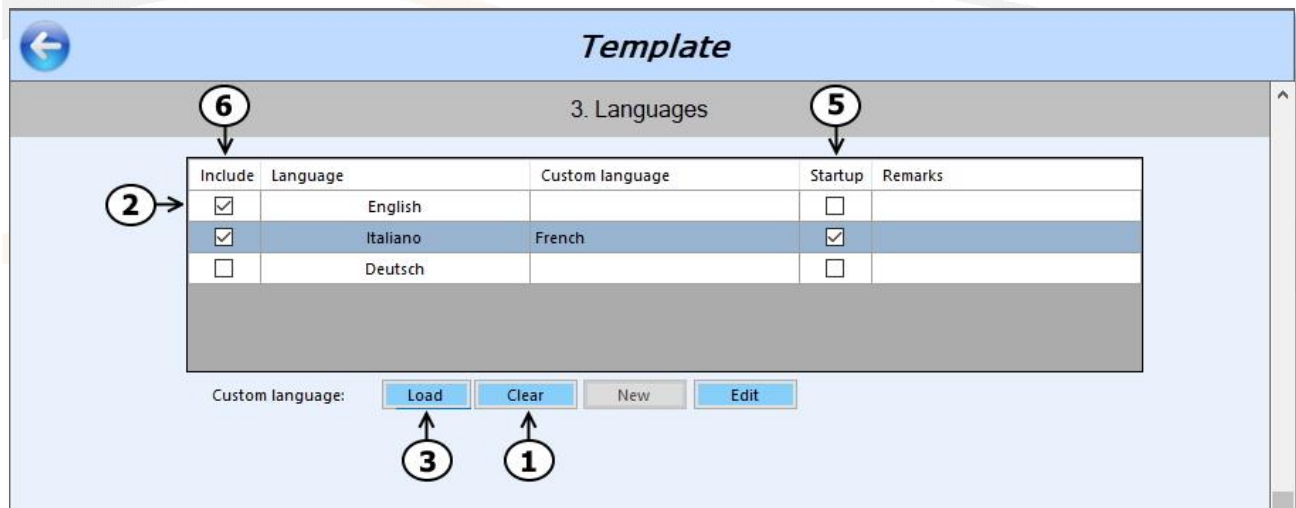 Template
3. Languages
6
5
Include Language Custom language Startup Remarks
2
English
Italiano French
Deutsch
Custom language: Load Clear New Edit
3
1